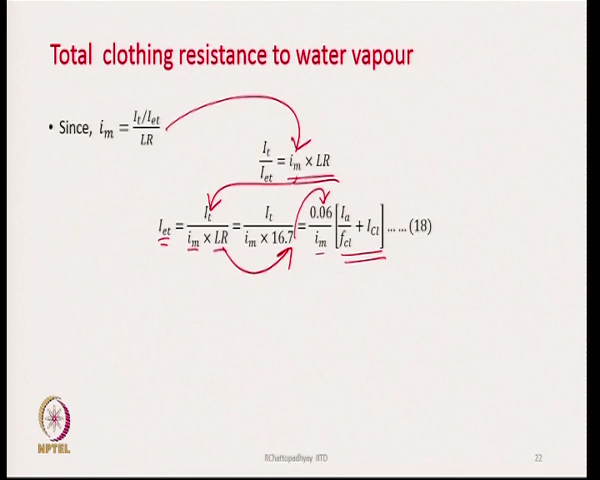 Total clothing resistance to water vapour
• Since, i_m = (I_t/I_et)/LR
I_t/I_et = i_m × LR
I_et = I_t/(i_m × LR) = I_t/(i_m × 16.7) = 0.06/i_m [I_a/f_cl + I_Cl] … … (18)
NPTEL
RChattopadhyay IITD
22